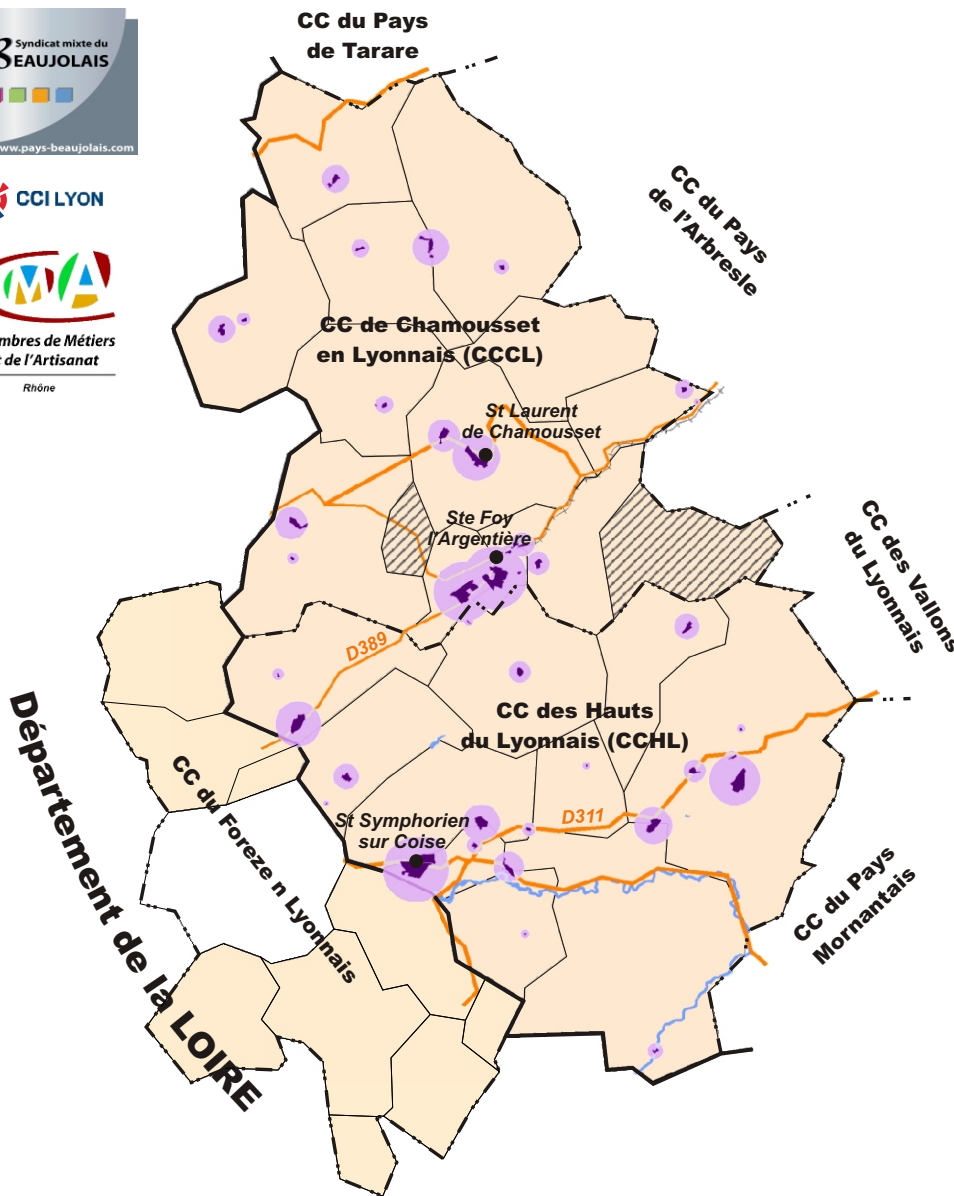 CC du Pays
de Tarare
Syndicat mixte du
BEAUJOLAIS
www.pays-beaujolais.com
CCI LYON
MA
mbres de Métiers
t de l'Artisanat
Rhône
CC du Pays
de l'Arbresle
CC de Chamousset
en Lyonnais (CCCL)
St Laurent
de Chamousset
Ste Foy
l'Argentière
CC des Vallons
du Lyonnais
D389
CC des Hauts
du Lyonnais (CCHL)
Département de la LOIRE
CC du Foreze n Lyonnais
St Symphorien
sur Coise
D311
CC du Pays
Mornantais